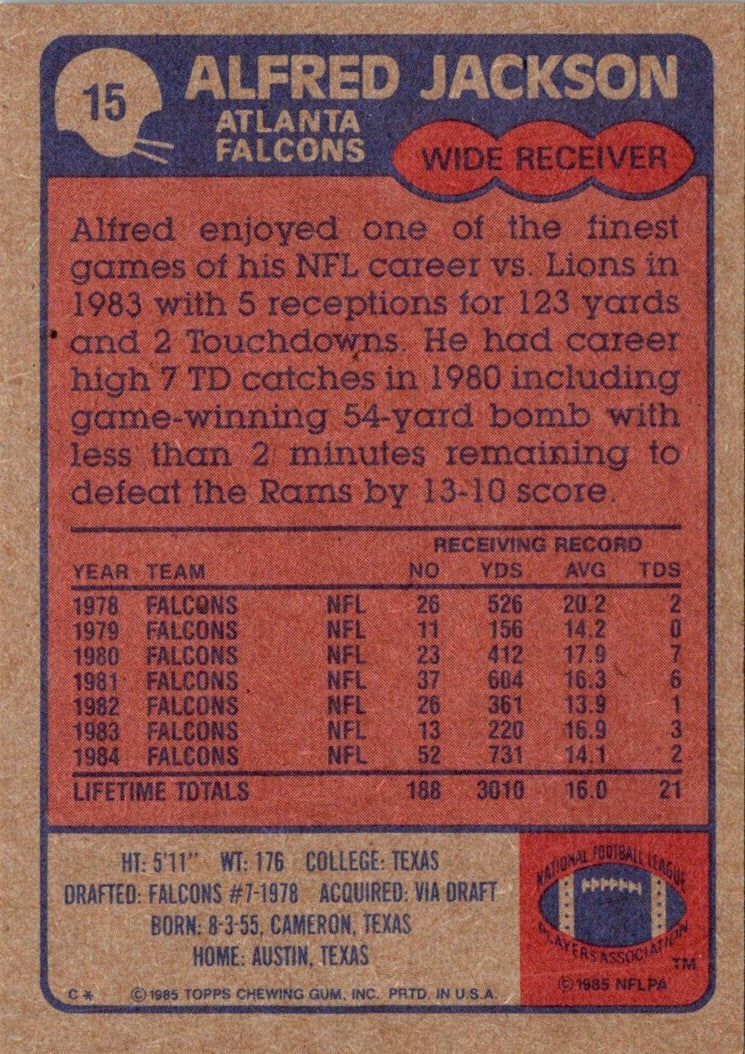 15
ALFRED JACKSON
ATLANTA
FALCONS
WIDE RECEIVER
Alfred enjoyed one of the finest
games of his NFL career vs. Lions in
1983 with 5 receptions for 123 yards
and 2 Touchdowns. He had career
high 7 TD catches in 1980 including
game-winning 54-yard bomb with
less than 2 minutes remaining to
defeat the Rams by 13-10 score.
RECEIVING RECORD
YEAR TEAM NO YDS AVG TDS
1978 FALCONS NFL 26 526 20.2 2
1979 FALCONS NFL 11 156 14.2 0
1980 FALCONS NFL 23 412 17.9 7
1981 FALCONS NFL 37 604 16.3 6
1982 FALCONS NFL 26 361 13.9 1
1983 FALCONS NFL 13 220 16.9 3
1984 FALCONS NFL 52 731 14.1 2
LIFETIME TOTALS 188 3010 16.0 21
HT: 5'11" WT: 176 COLLEGE: TEXAS
DRAFTED: FALCONS #7-1978 ACQUIRED: VIA DRAFT
BORN: 8-3-55, CAMERON, TEXAS
HOME: AUSTIN, TEXAS
C* © 1985 TOPPS CHEWING GUM, INC. PRTD. IN U.S.A.
NATIONAL FOOTBALL LEAGUE
PLAYERS ASSOCIATION
TM
© 1985 NFLPA